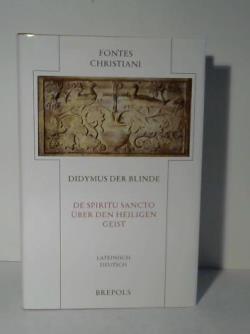 FONTES
CHRISTIANI
DIDYMUS DER BLINDE
DE SPIRITU SANCTO
ÜBER DEN HEILIGEN
GEIST
LATEINISCH
DEUTSCH
BREPOLS